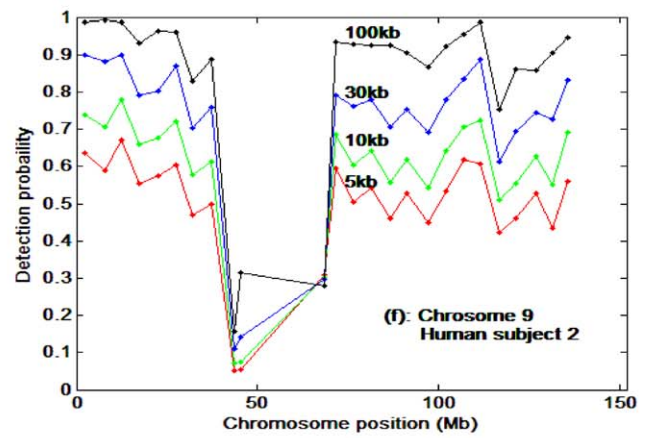 1
0.9
0.8
0.7
0.6
0.5
0.4
0.3
0.2
0.1
0
Detection probaility
100kb
30kb
10kb
5kb
(f): Chrosome 9
Human subject 2
0 50 100 150
Chromosome position (Mb)